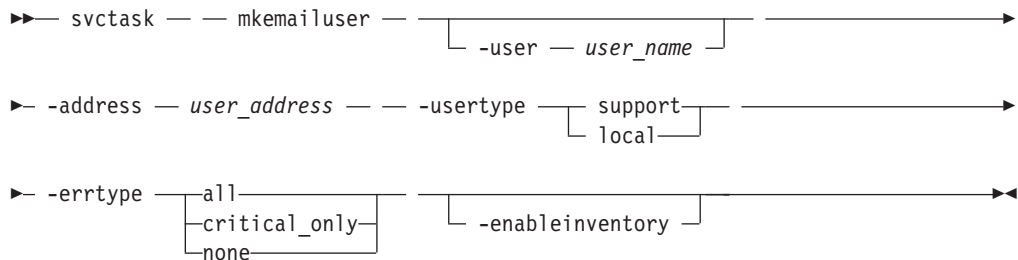 svctask mkemailuser
-user user_name
-address user_address -usertype support
local
-errtype all
critical_only
none
-enableinventory